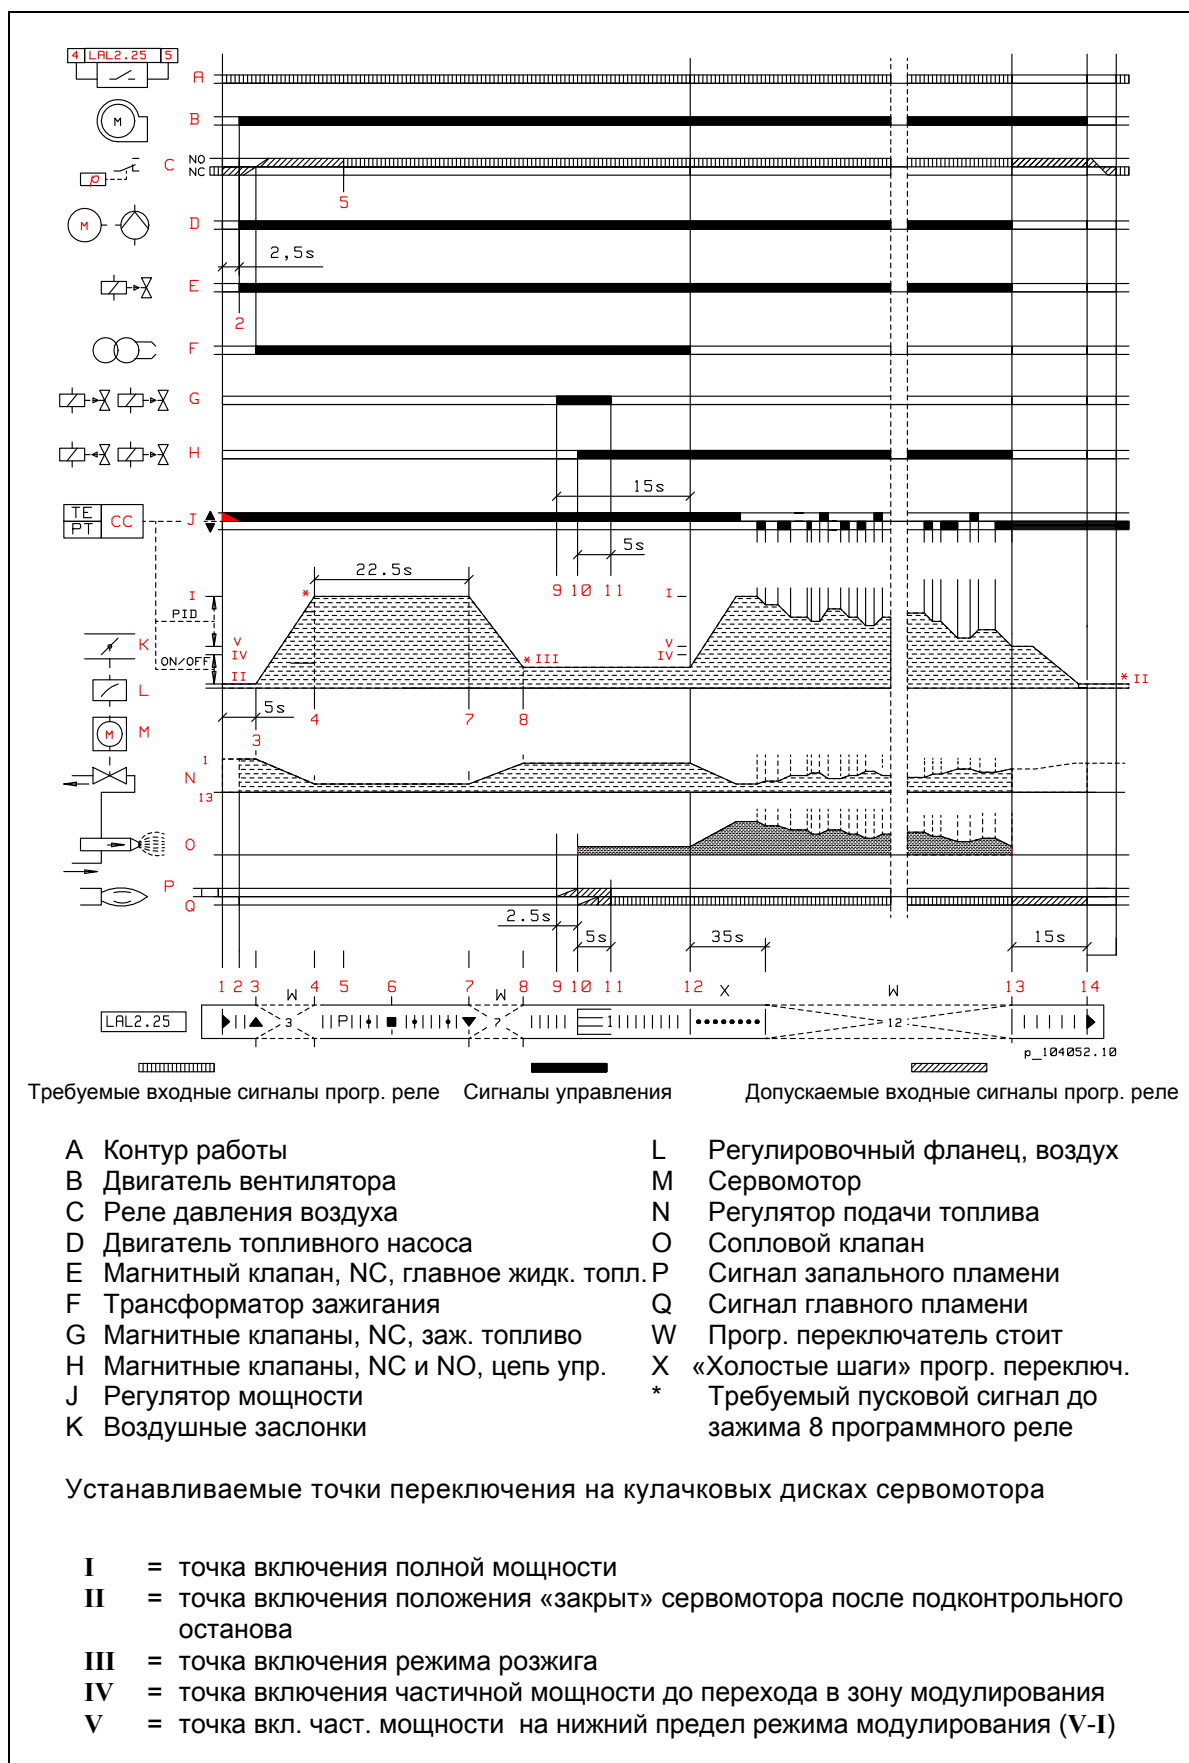 4 LAL2.25 5
A
M
B
NO
C
NC
p
5
M
D
2,5s
E
2
F
G
H
15s
TE
PT
CC
J
5s
22.5s
9 10 11
I
*
I
PID
V
K
IV
* III
V
IV
ON/OFF
II
* II
L
5s
4
7
8
M
M
3
1
N
13
O
P
Q
2.5s
5s
35s
15s
1 2 3 W 4 5 6 7 W 8 9 10 11 12 X W 13 14
LAL2.25
3 P 7 1 12
p_104052.10
Требуемые входные сигналы прогр. реле Сигналы управления Допускаемые входные сигналы прогр. реле
A Контур работы
B Двигатель вентилятора
C Реле давления воздуха
D Двигатель топливного насоса
E Магнитный клапан, NC, главное жидк. топл.
F Трансформатор зажигания
G Магнитные клапаны, NC, заж. топливо
H Магнитные клапаны, NC и NO, цепь упр.
J Регулятор мощности
K Воздушные заслонки
L Регулировочный фланец, воздух
M Сервомотор
N Регулятор подачи топлива
O Сопловой клапан
P Сигнал запального пламени
Q Сигнал главного пламени
W Прогр. переключатель стоит
X «Холостые шаги» прогр. переключ.
* Требуемый пусковой сигнал до
зажима 8 программного реле
Устанавливаемые точки переключения на кулачковых дисках сервомотора
I = точка включения полной мощности
II = точка включения положения «закрыт» сервомотора после подконтрольного
останова
III = точка включения режима розжига
IV = точка включения частичной мощности до перехода в зону модулирования
V = точка вкл. част. мощности на нижний предел режима модулирования (V-I)